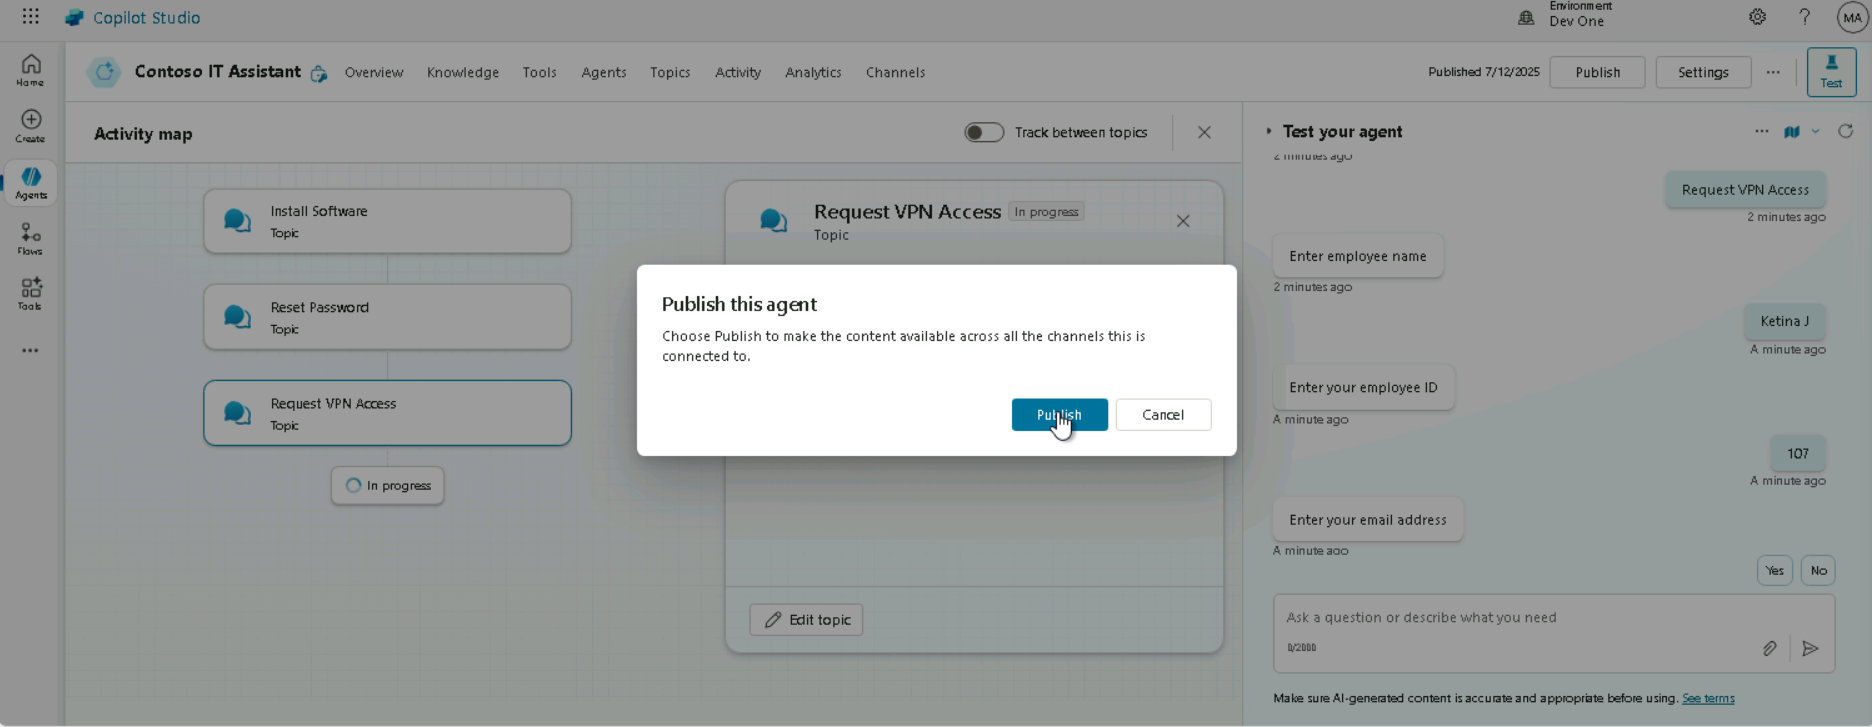 Copilot Studio
Environment
Dev One
MA
Home
Create
Agents
Flows
Tools
Contoso IT Assistant
Overview
Knowledge
Tools
Agents
Topics
Activity
Analytics
Channels
Published 7/12/2025
Publish
Settings
Test
Activity map
Track between topics
Install Software
Topic
Reset Password
Topic
Request VPN Access
Topic
In progress
Request VPN Access
In progress
Topic
Publish this agent
Choose Publish to make the content available across all the channels this is
connected to.
Publish
Cancel
Edit topic
Test your agent
2 minutes ago
Request VPN Access
2 minutes ago
Enter employee name
2 minutes ago
Ketina J
A minute ago
Enter your employee ID
A minute ago
107
A minute ago
Enter your email address
A minute ago
Yes
No
Ask a question or describe what you need
0/2000
Make sure AI-generated content is accurate and appropriate before using. See terms